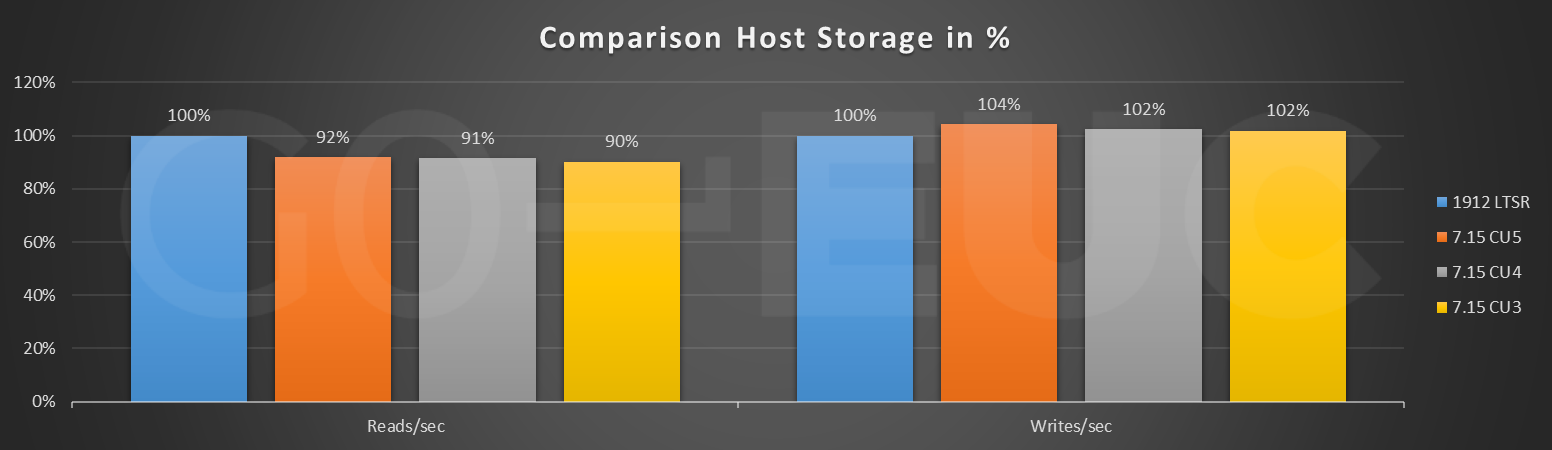 Comparison Host Storage in %
120%
100%
80%
60%
40%
20%
0%
100%
92%
91%
90%
100%
104%
102%
102%
Reads/sec
Writes/sec
1912 LTSR
7.15 CU5
7.15 CU4
7.15 CU3
GO-EUC